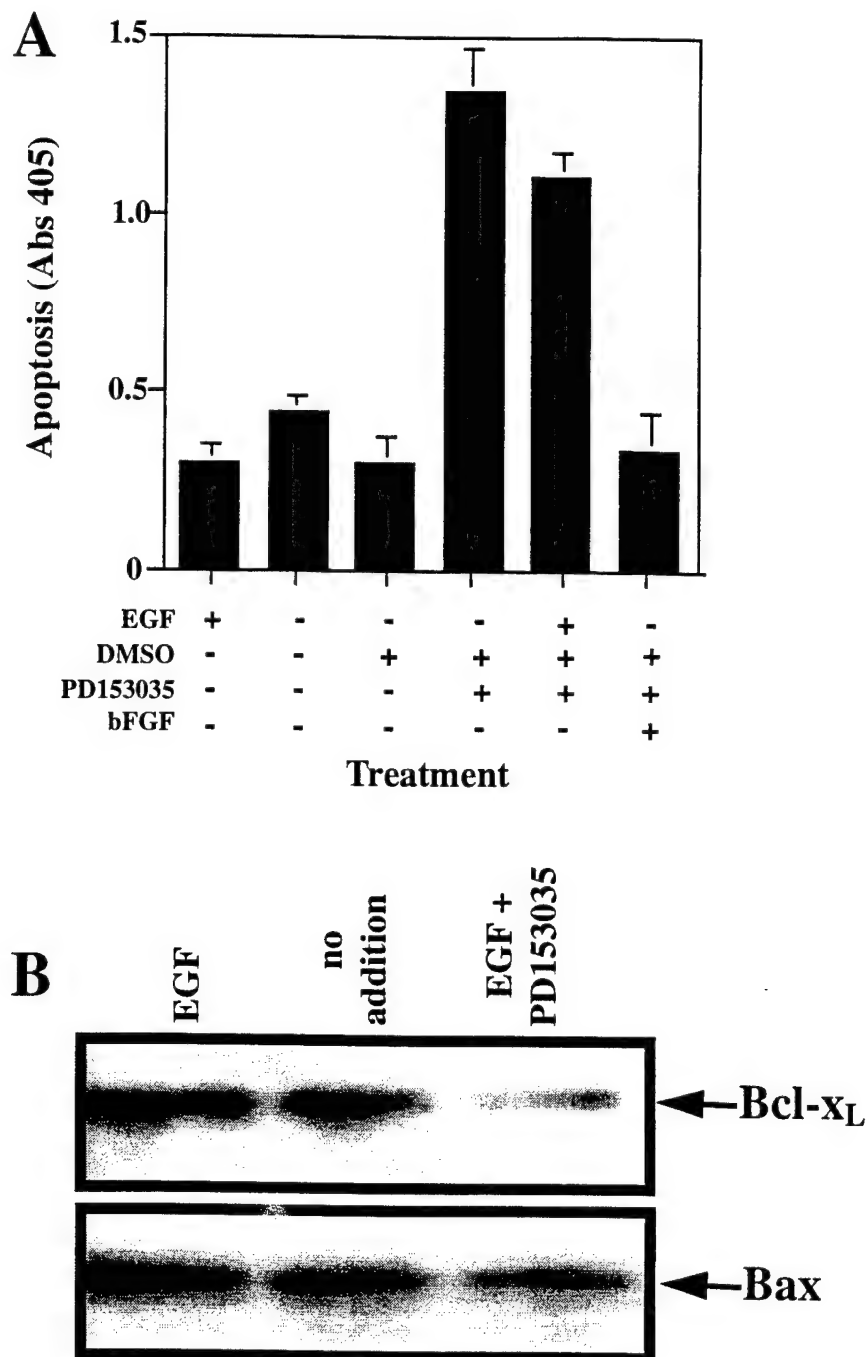 A
Apoptosis (Abs 405)
1.5
1.0
0.5
0
EGF + - - - + -
DMSO - - + + + +
PD153035 - - - + + +
bFGF - - - - - +
Treatment
B
EGF
no
addition
EGF +
PD153035
Bcl-xL
Bax